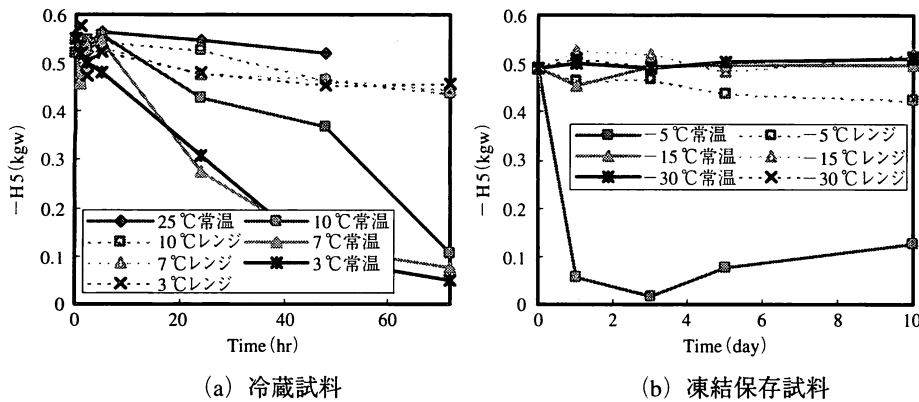 0.6
0.5
0.4
0.3
0.2
0.1
0
-H5(kgw)
25℃常温 10℃常温
10℃レンジ 7℃常温
7℃レンジ 3℃常温
3℃レンジ
0 20 40 60
Time(hr)
(a) 冷蔵試料
0.6
0.5
0.4
0.3
0.2
0.1
0
-H5(kgw)
-5℃常温 -5℃レンジ
-15℃常温 -15℃レンジ
-30℃常温 -30℃レンジ
0 2 4 6 8 10
Time(day)
(b) 凍結保存試料